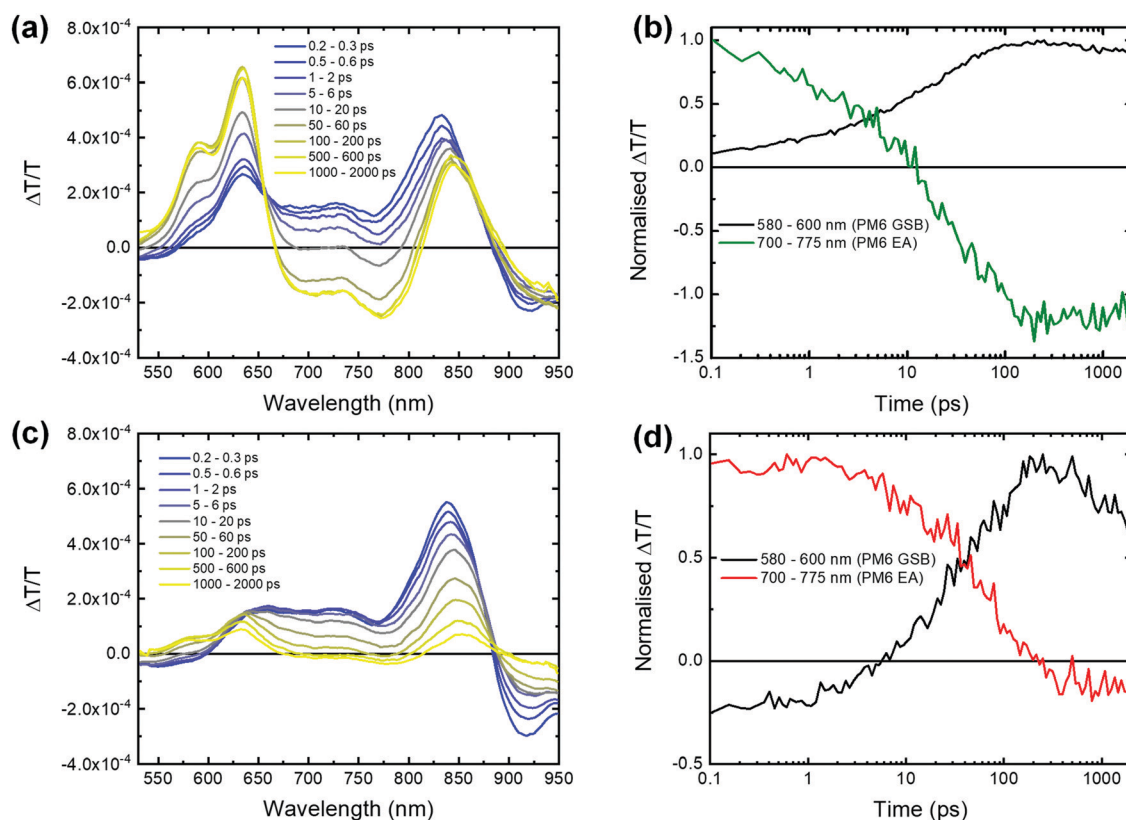 (a)
8.0x10⁻⁴
6.0x10⁻⁴
4.0x10⁻⁴
2.0x10⁻⁴
0.0
-2.0x10⁻⁴
-4.0x10⁻⁴
ΔT/T
0.2 - 0.3 ps
0.5 - 0.6 ps
1 - 2 ps
5 - 6 ps
10 - 20 ps
50 - 60 ps
100 - 200 ps
500 - 600 ps
1000 - 2000 ps
550 600 650 700 750 800 850 900 950
Wavelength (nm)
(b)
1.0
0.5
0.0
-0.5
-1.0
-1.5
Normalised ΔT/T
580 - 600 nm (PM6 GSB)
700 - 775 nm (PM6 EA)
0.1 1 10 100 1000
Time (ps)
(c)
8.0x10⁻⁴
6.0x10⁻⁴
4.0x10⁻⁴
2.0x10⁻⁴
0.0
-2.0x10⁻⁴
-4.0x10⁻⁴
ΔT/T
0.2 - 0.3 ps
0.5 - 0.6 ps
1 - 2 ps
5 - 6 ps
10 - 20 ps
50 - 60 ps
100 - 200 ps
500 - 600 ps
1000 - 2000 ps
550 600 650 700 750 800 850 900 950
Wavelength (nm)
(d)
1.0
0.5
0.0
-0.5
Normalised ΔT/T
580 - 600 nm (PM6 GSB)
700 - 775 nm (PM6 EA)
0.1 1 10 100 1000
Time (ps)